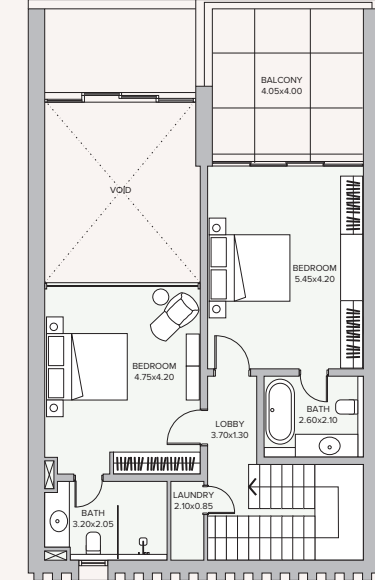 BALCONY
4.05x4.00
VOID
BEDROOM
5.45x4.20
BEDROOM
4.75x4.20
BATH
2.60x2.10
LOBBY
3.70x1.30
LAUNDRY
2.10x0.85
BATH
3.20x2.05